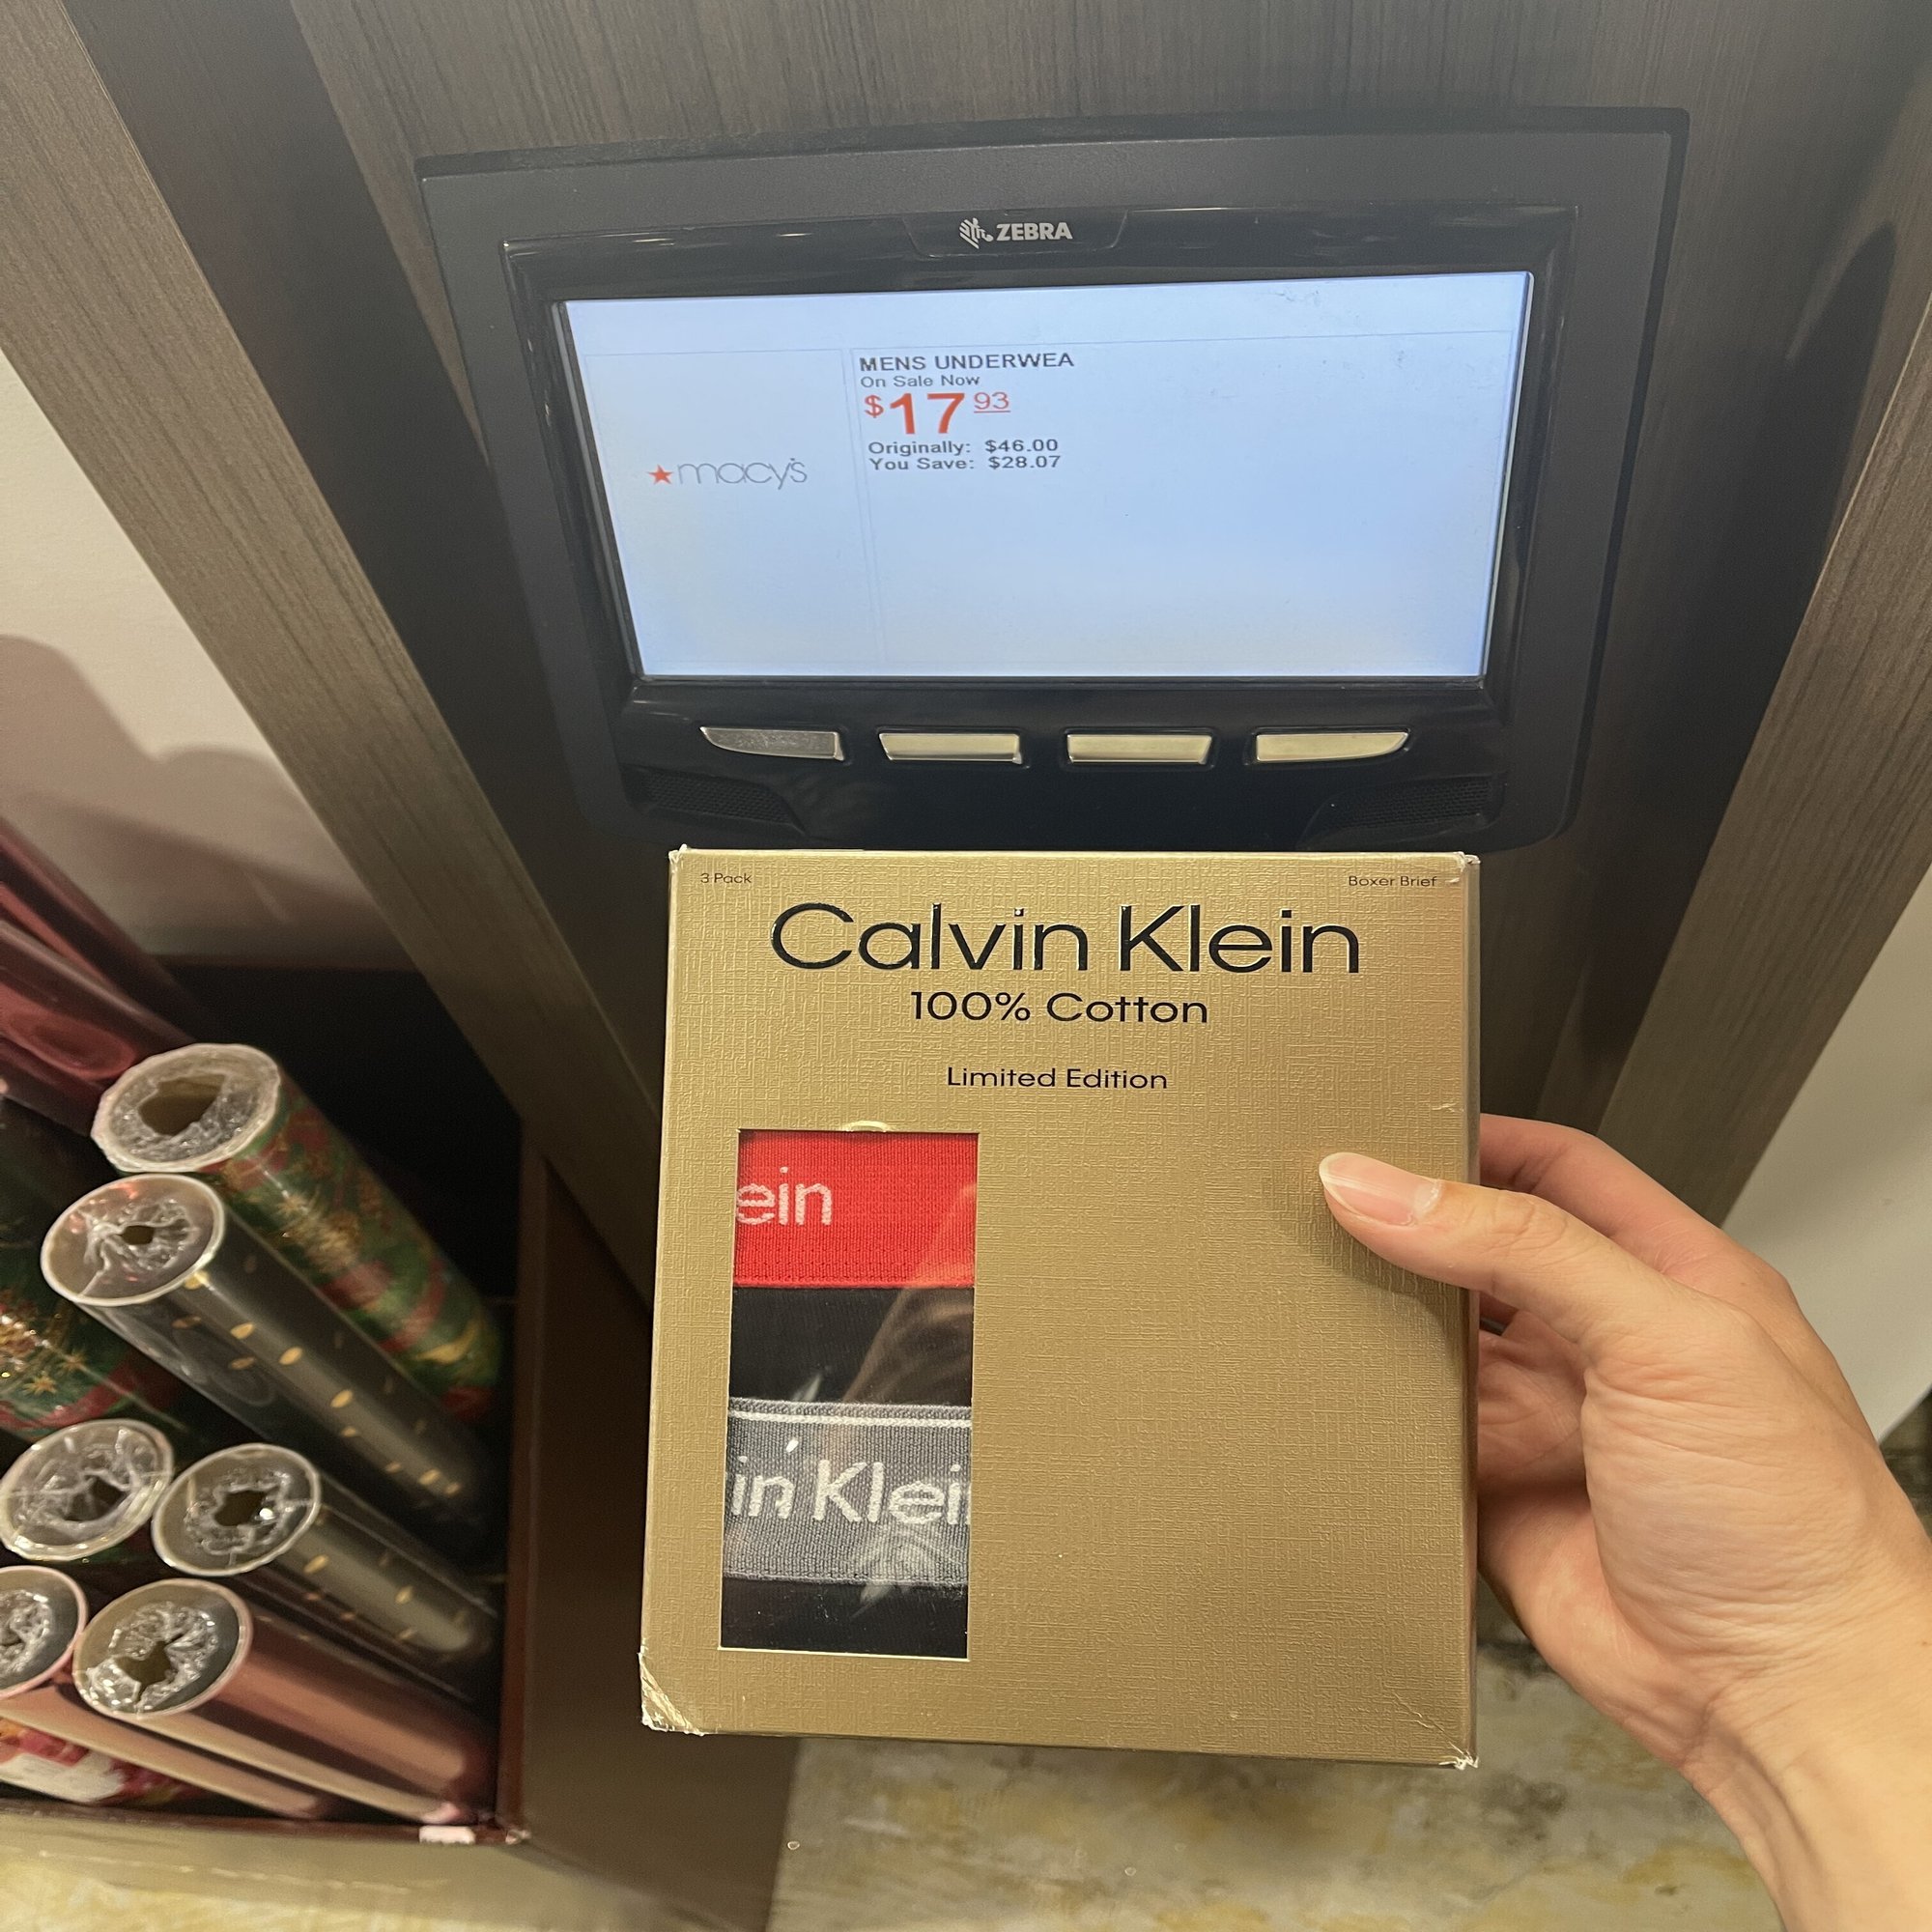 ZEBRA
MENS UNDERWEA
On Sale Now
$17 93
Originally: $46.00
You Save: $28.07
macy's
3 Pack
Boxer Brief
Calvin Klein
100% Cotton
Limited Edition
ein
in Klei